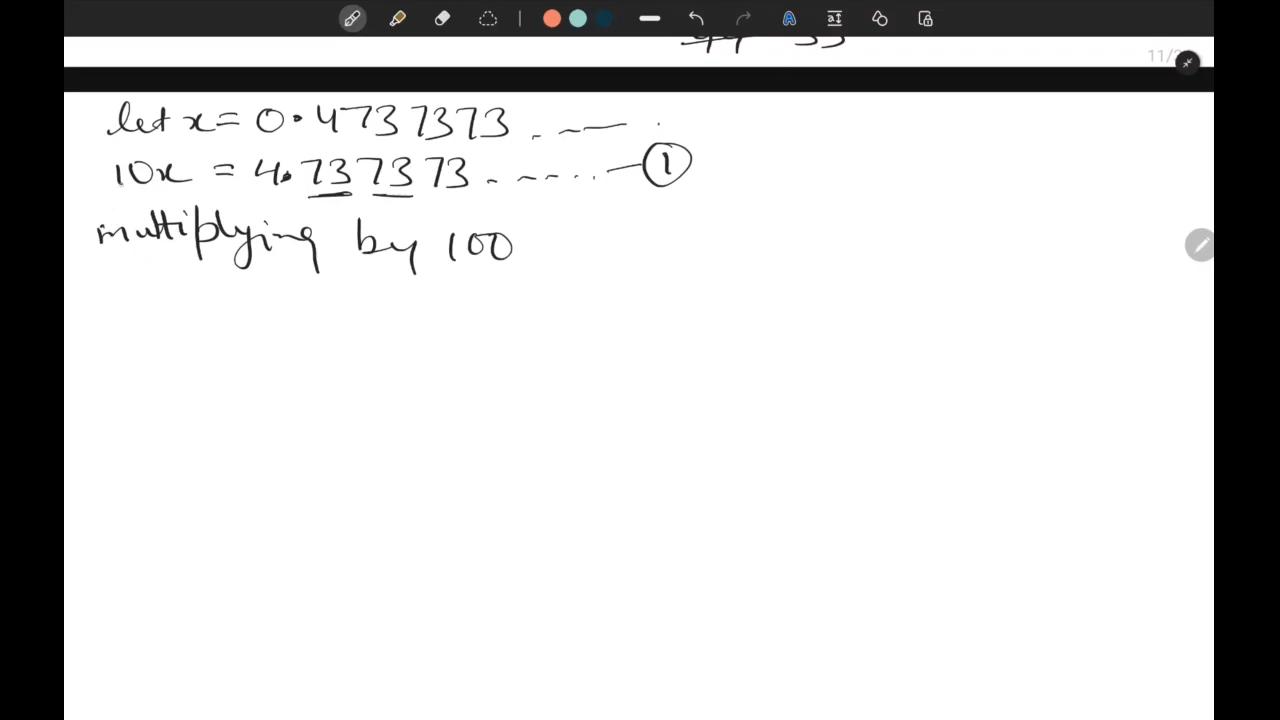 let x = 0.4737373 . - - -
10x = 4.737373 . - - - . . — ①
multiplying by 100